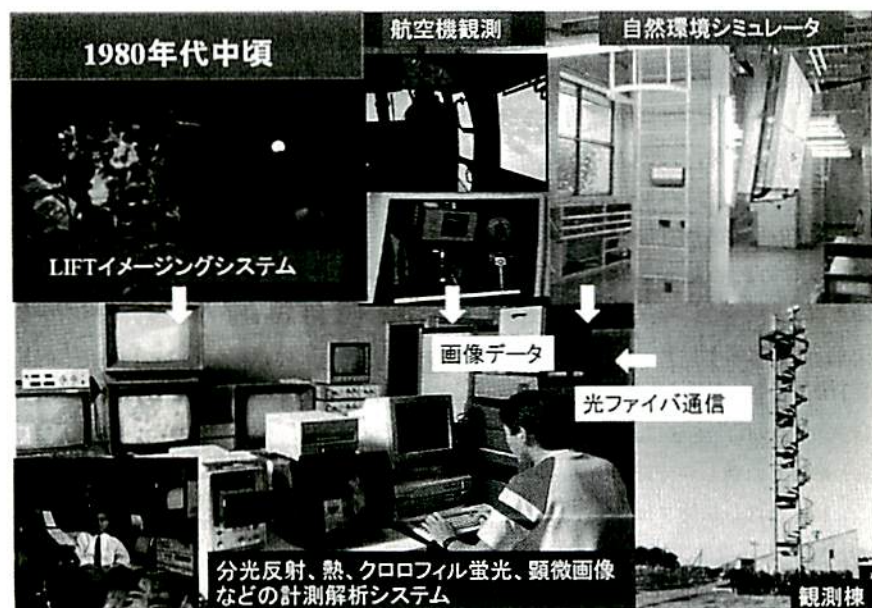 1980年代中頃
航空機観測
自然環境シミュレータ
LIFTイメージングシステム
画像データ
光ファイバ通信
分光反射、熱、クロロフィル蛍光、顕微画像
などの計測解析システム
観測棟